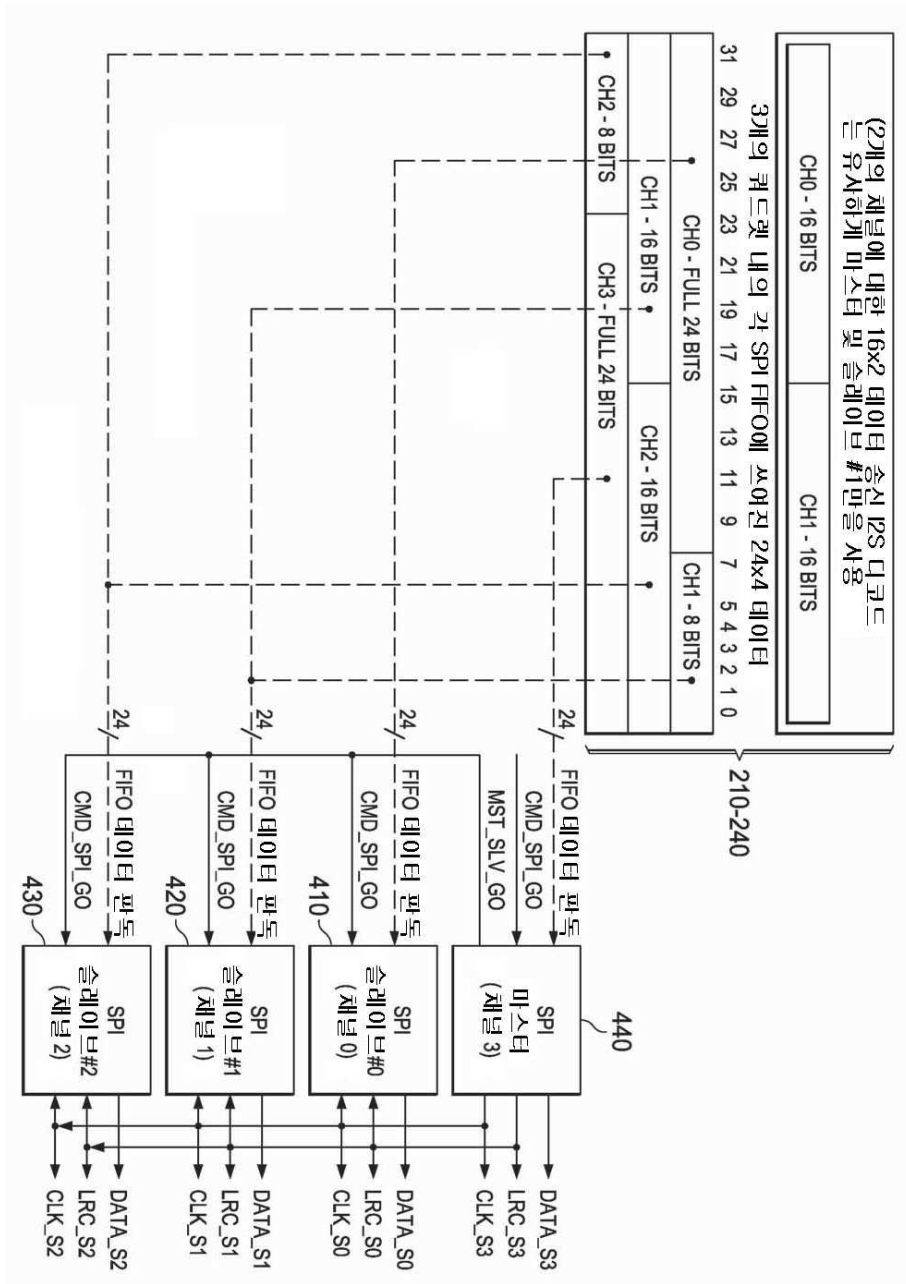 CH0 - 16 BITS
CH1 - 16 BITS
(2개의 채널에 대한 16x2 데이터 송신 I2S 디코드
는 유사하게 마스터 및 슬레이브 #1만을 사용
3개의 쿼드렛 내의 각 SPI FIFO에 쓰여진 24x4 데이터
31 29 27 25 23 21 19 17 15 13 11 9 7 5 4 3 2 1 0
CH0 - FULL 24 BITS
CH1 - 8 BITS
CH1 - 16 BITS
CH2 - 16 BITS
CH2 - 8 BITS
CH3 - FULL 24 BITS
210-240
24
FIFO 데이터 판독
CMD_SPI_GO
MST_SLV_GO
SPI
마스터
(채널 3)
440
DATA_S3
LRC_S3
CLK_S3
24
FIFO 데이터 판독
CMD_SPI_GO
410
SPI
슬레이브#0
(채널 0)
DATA_S0
LRC_S0
CLK_S0
24
FIFO 데이터 판독
CMD_SPI_GO
420
SPI
슬레이브#1
(채널 1)
DATA_S1
LRC_S1
CLK_S1
24
FIFO 데이터 판독
CMD_SPI_GO
430
SPI
슬레이브#2
(채널 2)
DATA_S2
LRC_S2
CLK_S2